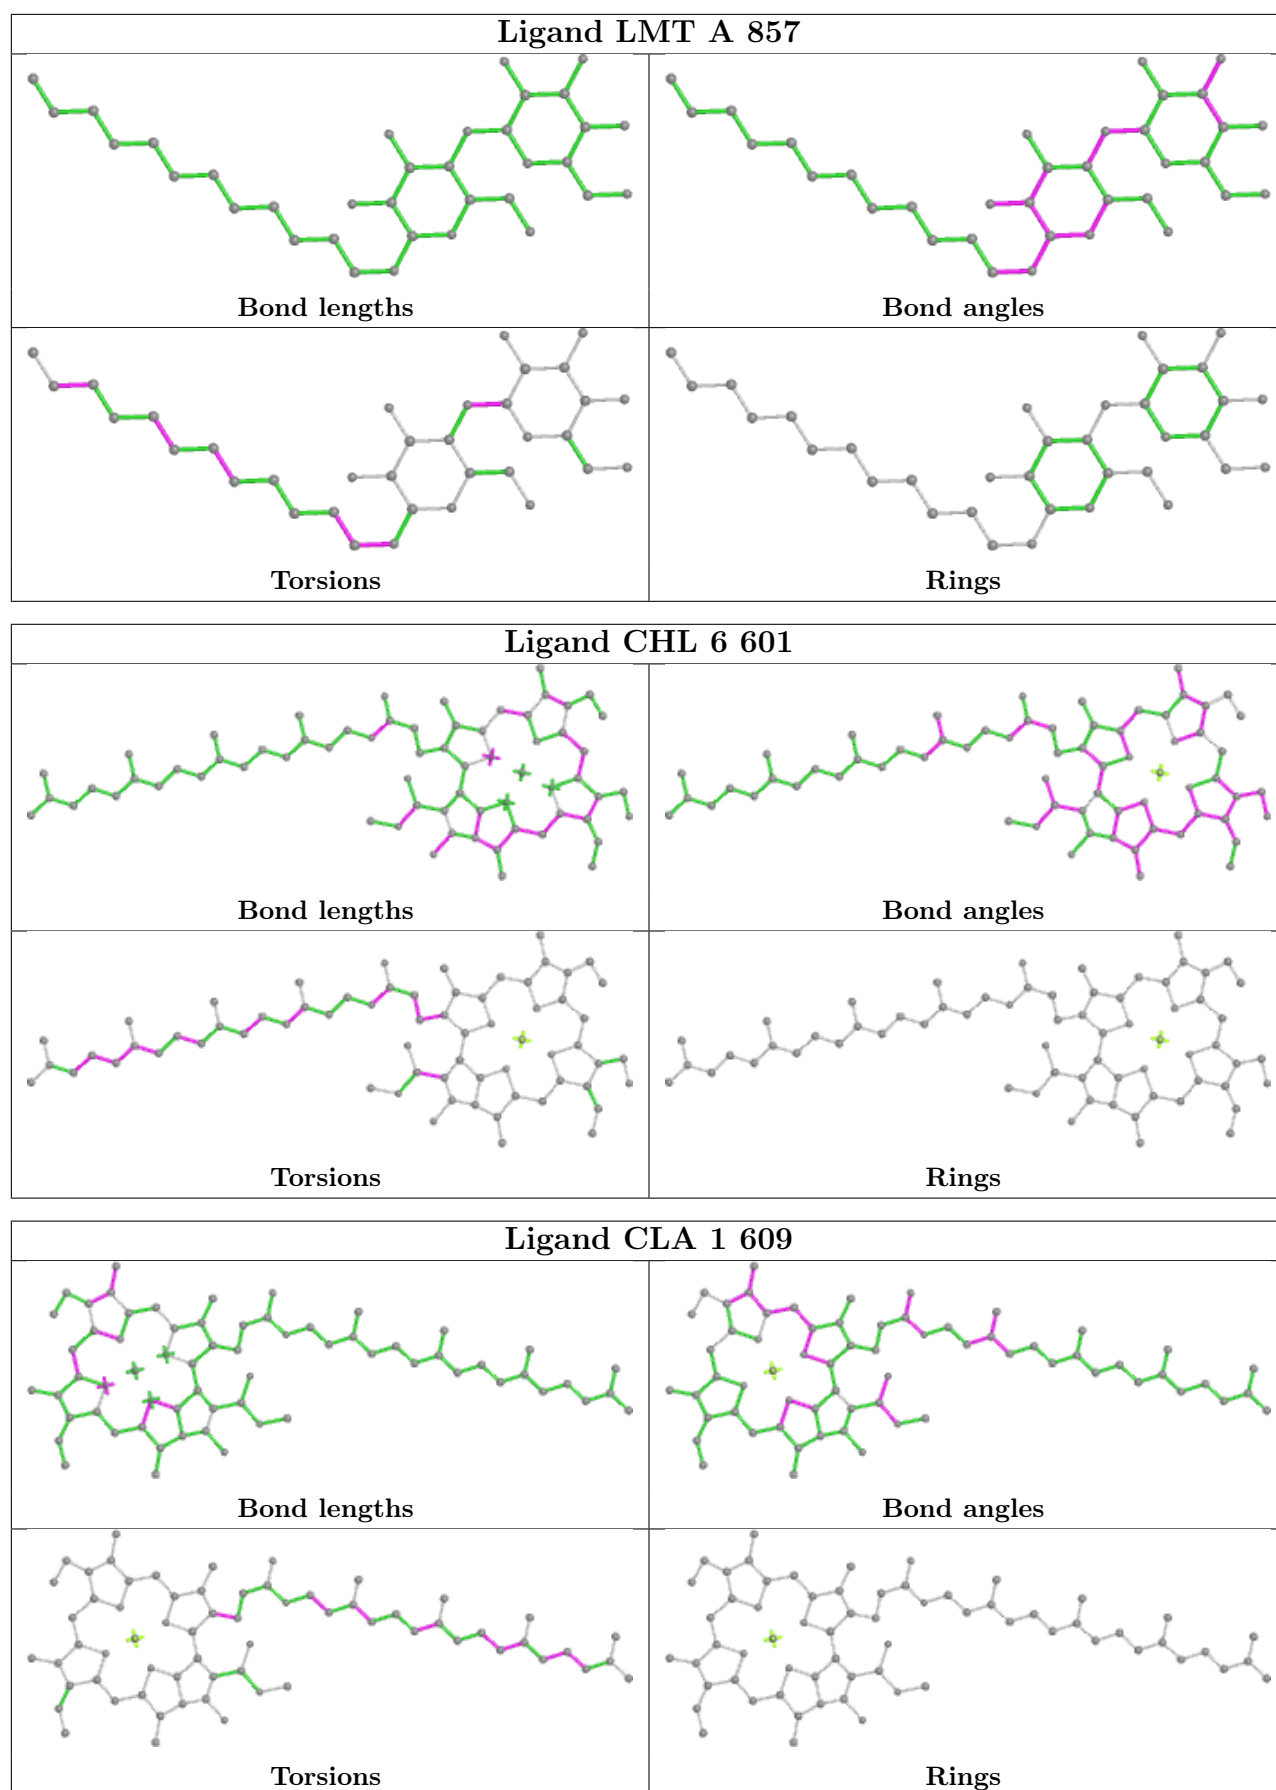 Ligand LMT A 857
Bond lengths
Bond angles
Torsions
Rings
Ligand CHL 6 601
Bond lengths
Bond angles
Torsions
Rings
Ligand CLA 1 609
Bond lengths
Bond angles
Torsions
Rings